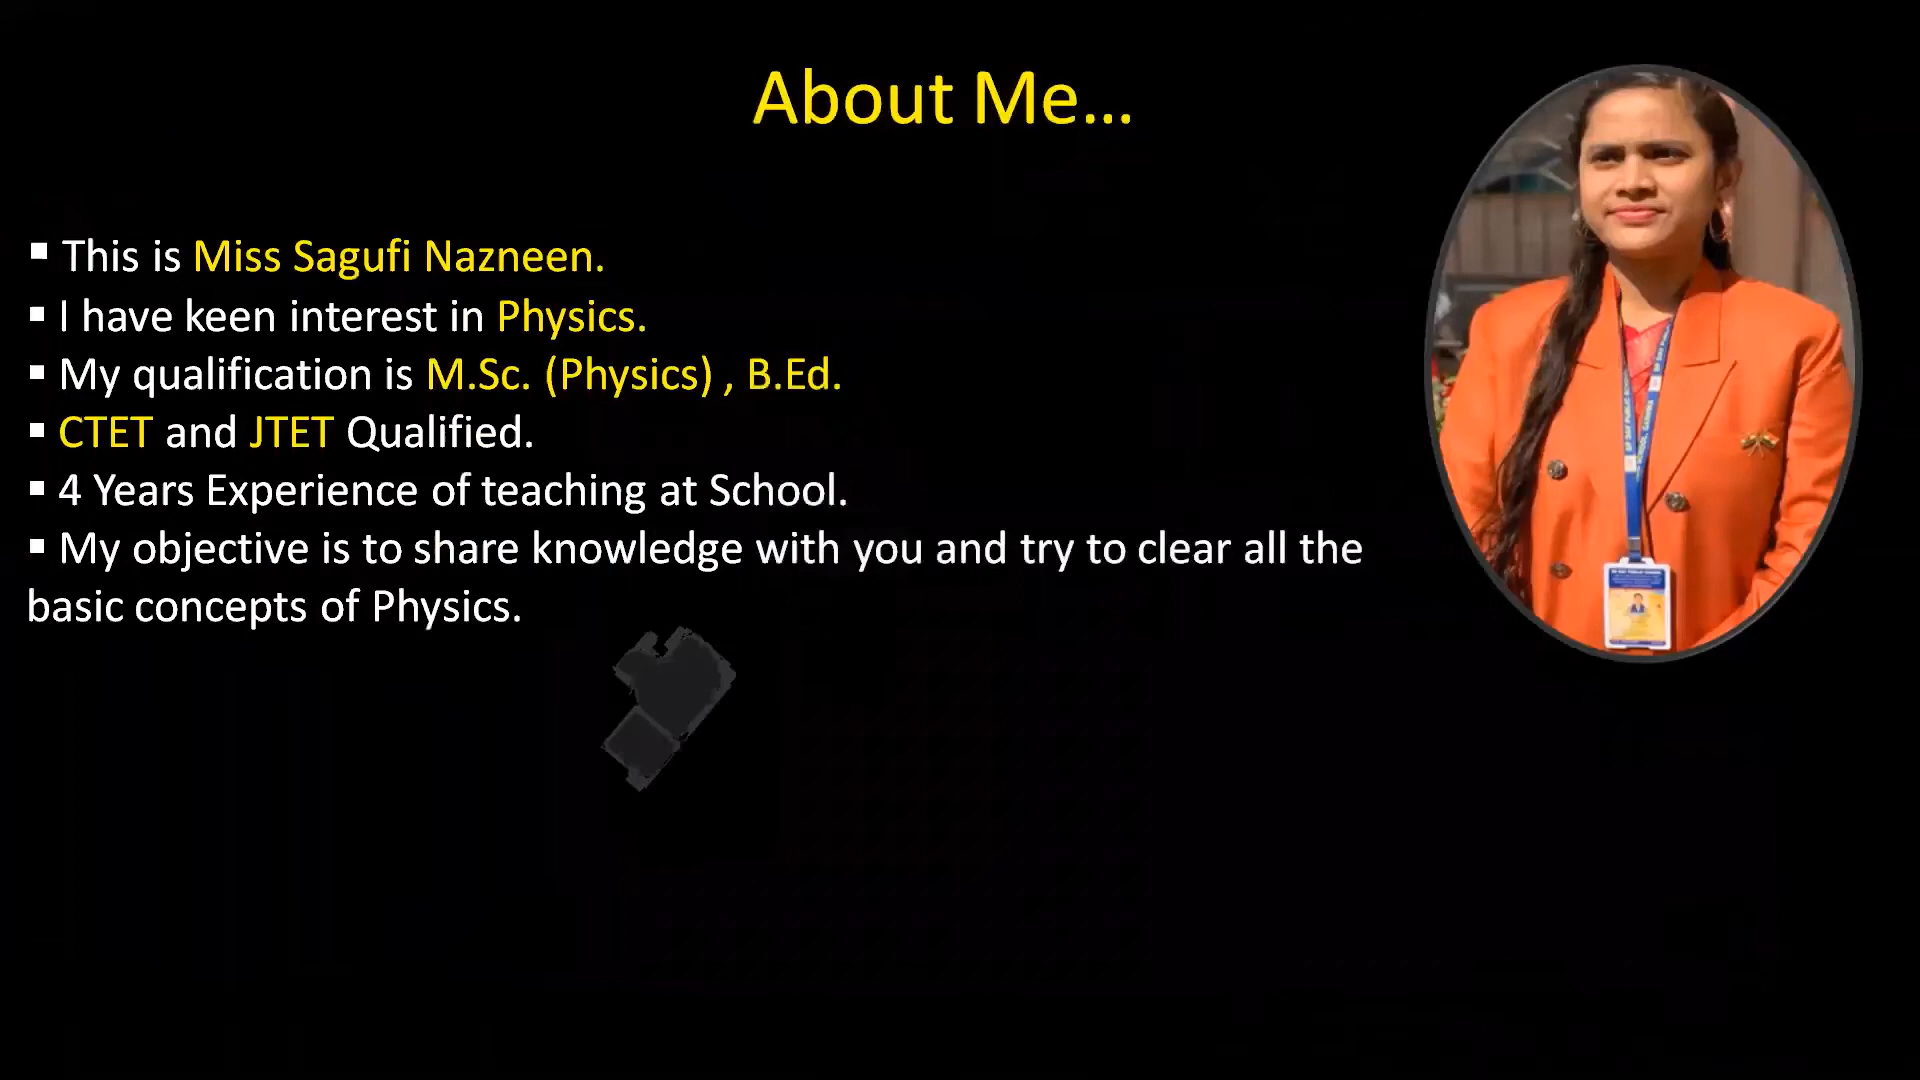 About Me...
▪ This is Miss Sagufi Nazneen.
▪ I have keen interest in Physics.
▪ My qualification is M.Sc. (Physics) , B.Ed.
▪ CTET and JTET Qualified.
▪ 4 Years Experience of teaching at School.
▪ My objective is to share knowledge with you and try to clear all the
basic concepts of Physics.